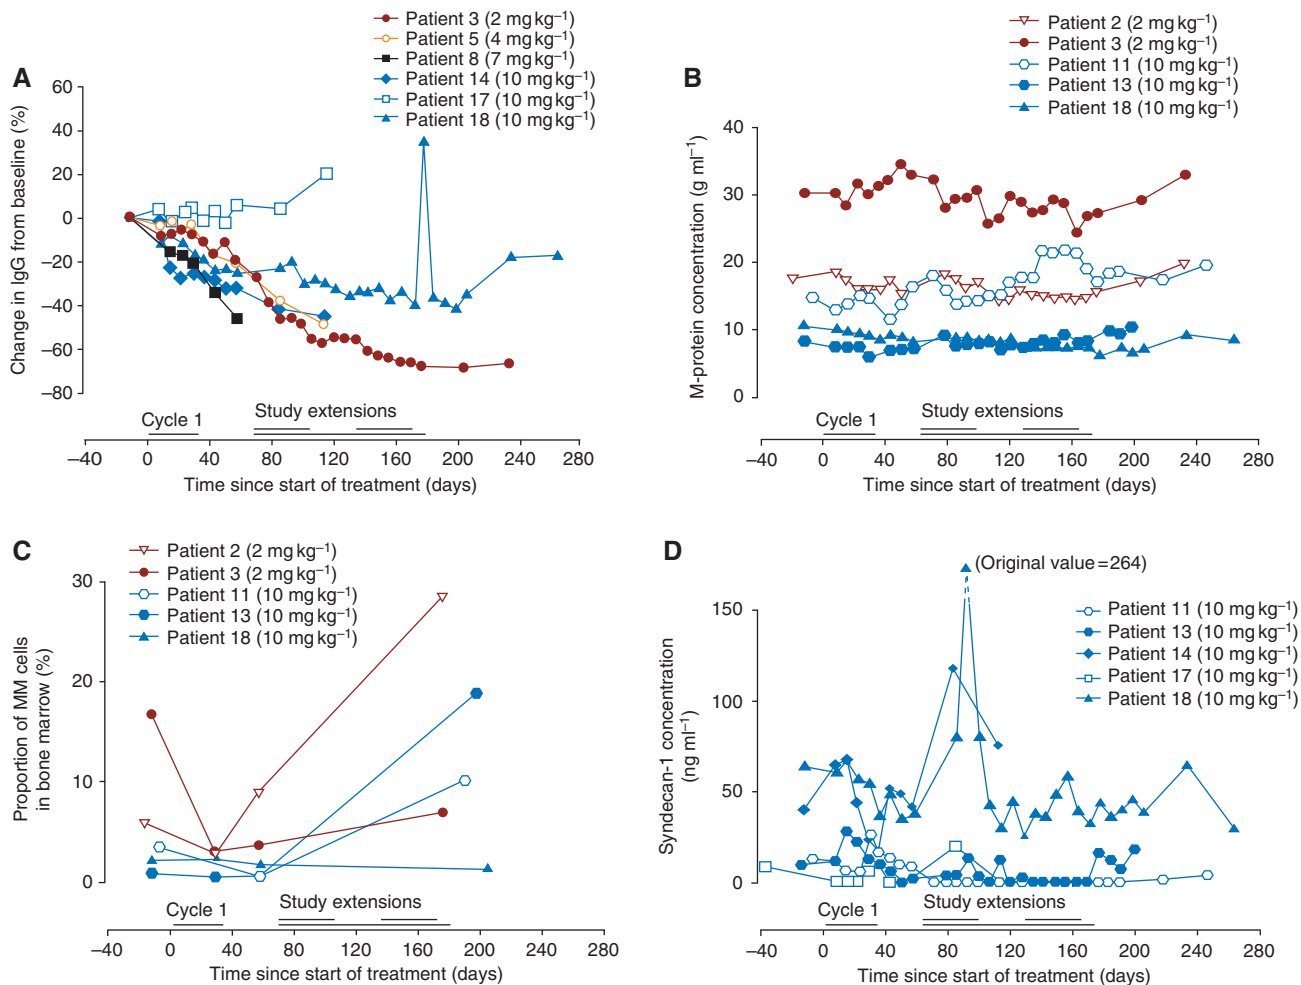 A
Patient 3 (2 mg kg⁻¹)
Patient 5 (4 mg kg⁻¹)
Patient 8 (7 mg kg⁻¹)
Patient 14 (10 mg kg⁻¹)
Patient 17 (10 mg kg⁻¹)
Patient 18 (10 mg kg⁻¹)
Change in IgG from baseline (%)
60
40
20
0
–20
–40
–60
–80
Cycle 1
Study extensions
–40 0 40 80 120 160 200 240 280
Time since start of treatment (days)
B
Patient 2 (2 mg kg⁻¹)
Patient 3 (2 mg kg⁻¹)
Patient 11 (10 mg kg⁻¹)
Patient 13 (10 mg kg⁻¹)
Patient 18 (10 mg kg⁻¹)
M-protein concentration (g ml⁻¹)
40
30
20
10
0
Cycle 1
Study extensions
–40 0 40 80 120 160 200 240 280
Time since start of treatment (days)
C
Patient 2 (2 mg kg⁻¹)
Patient 3 (2 mg kg⁻¹)
Patient 11 (10 mg kg⁻¹)
Patient 13 (10 mg kg⁻¹)
Patient 18 (10 mg kg⁻¹)
Proportion of MM cells
in bone marrow (%)
30
20
10
0
Cycle 1
Study extensions
–40 0 40 80 120 160 200 240 280
Time since start of treatment (days)
D
(Original value = 264)
Patient 11 (10 mg kg⁻¹)
Patient 13 (10 mg kg⁻¹)
Patient 14 (10 mg kg⁻¹)
Patient 17 (10 mg kg⁻¹)
Patient 18 (10 mg kg⁻¹)
Syndecan-1 concentration
(ng ml⁻¹)
150
100
50
0
Cycle 1
Study extensions
–40 0 40 80 120 160 200 240 280
Time since start of treatment (days)